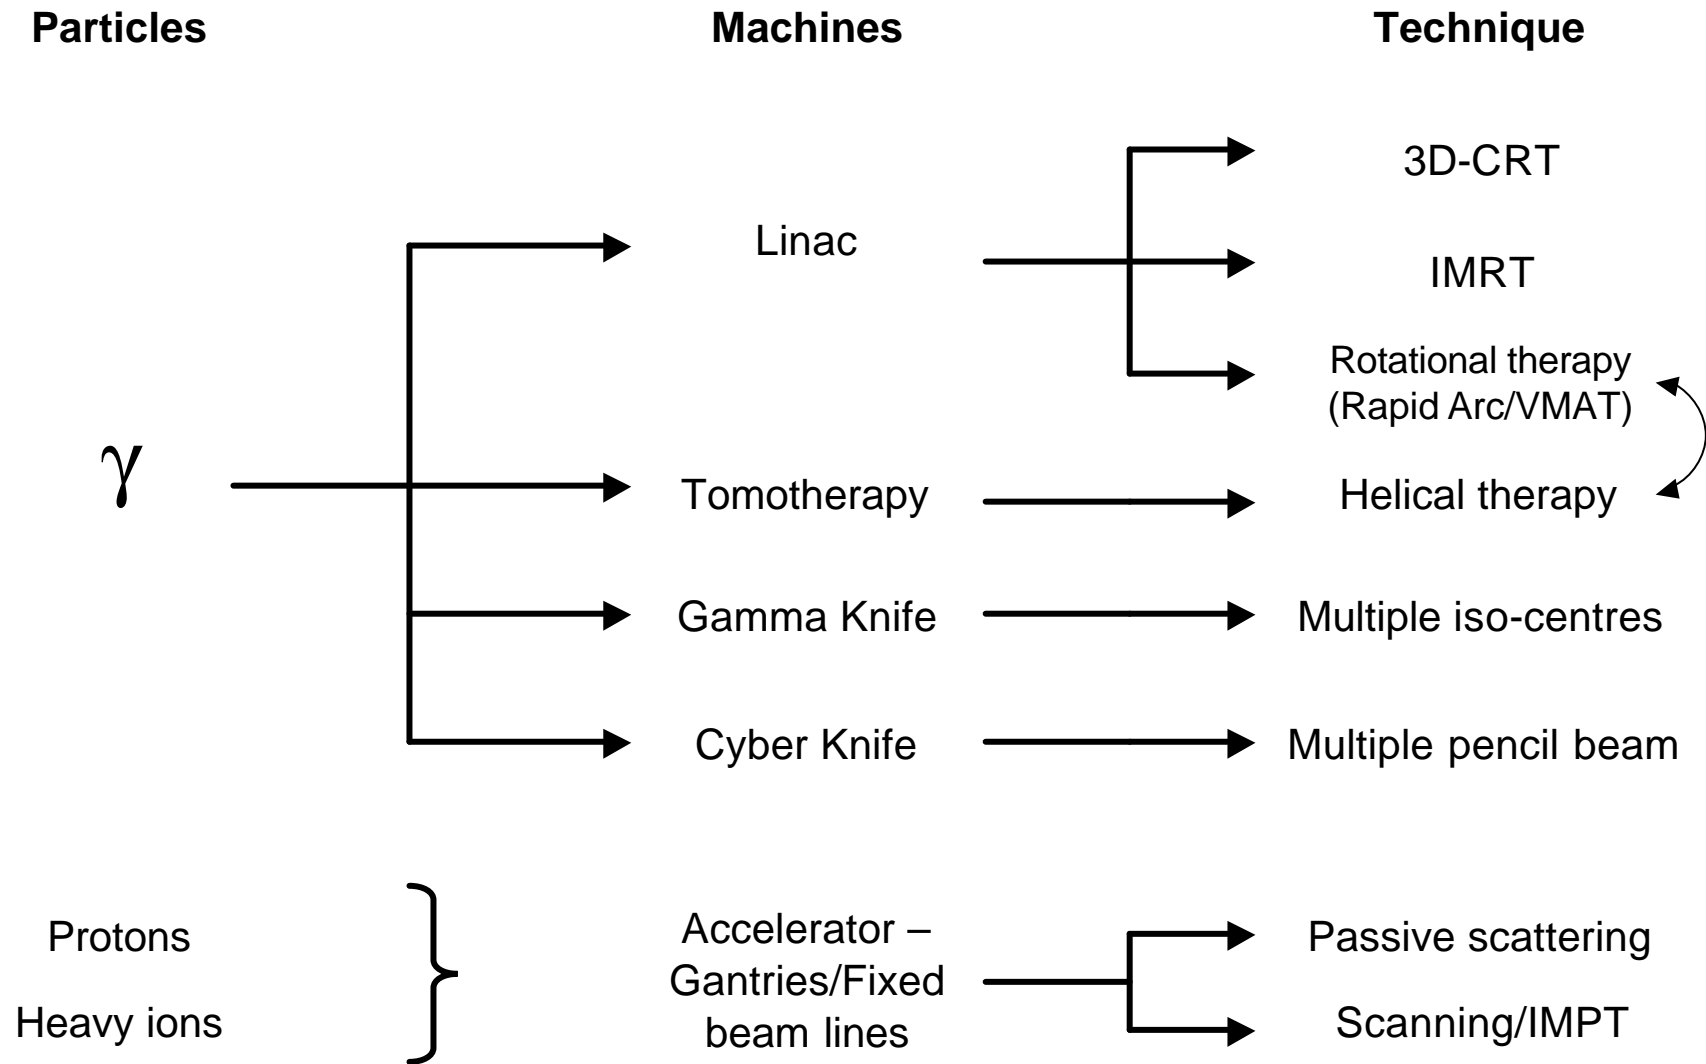 Particles Machines Technique
3D-CRT
Linac
IMRT
Rotational therapy
(Rapid Arc/VMAT)
γ
Tomotherapy
Helical therapy
Gamma Knife
Multiple iso-centres
Cyber Knife
Multiple pencil beam
Protons
Heavy ions
Accelerator –
Gantries/Fixed
beam lines
Passive scattering
Scanning/IMPT